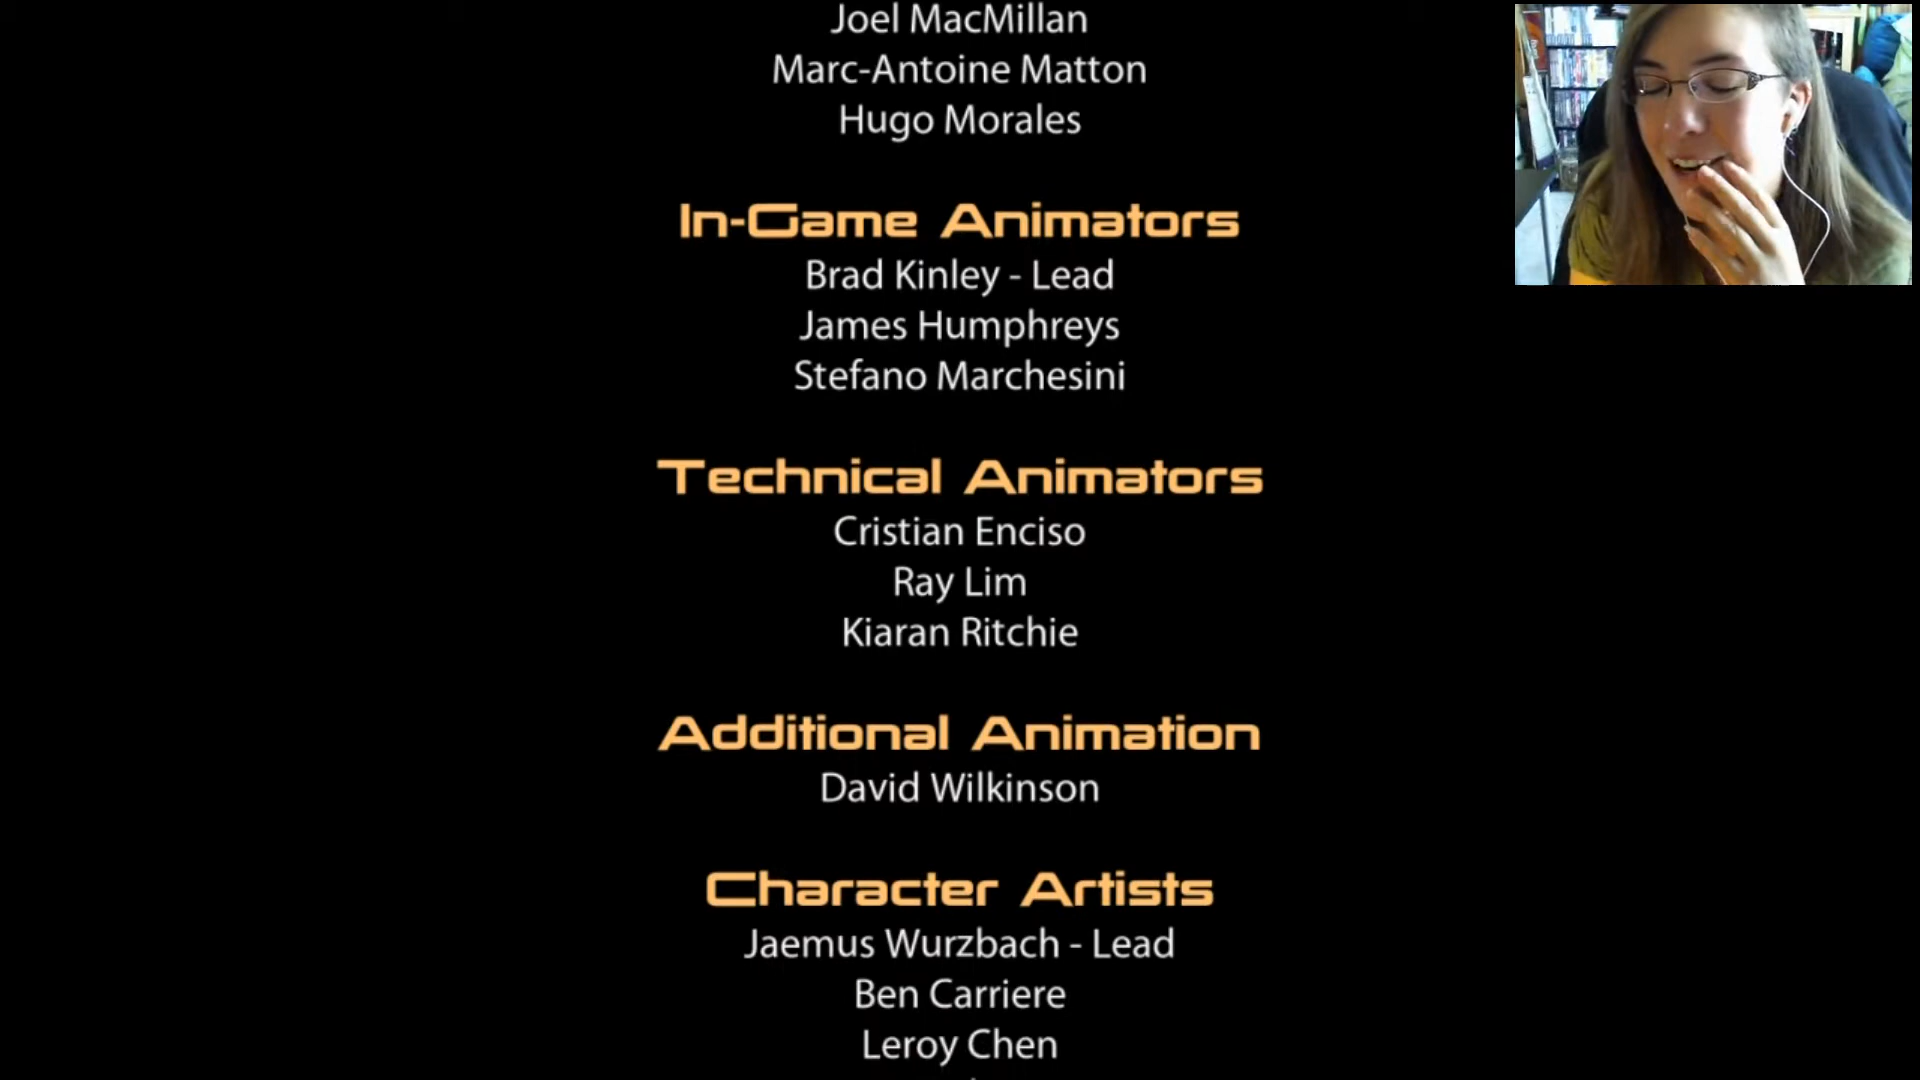 Joel MacMillan
Marc-Antoine Matton
Hugo Morales
In-Game Animators
Brad Kinley - Lead
James Humphreys
Stefano Marchesini
Technical Animators
Cristian Enciso
Ray Lim
Kiaran Ritchie
Additional Animation
David Wilkinson
Character Artists
Jaemus Wurzbach - Lead
Ben Carriere
Leroy Chen